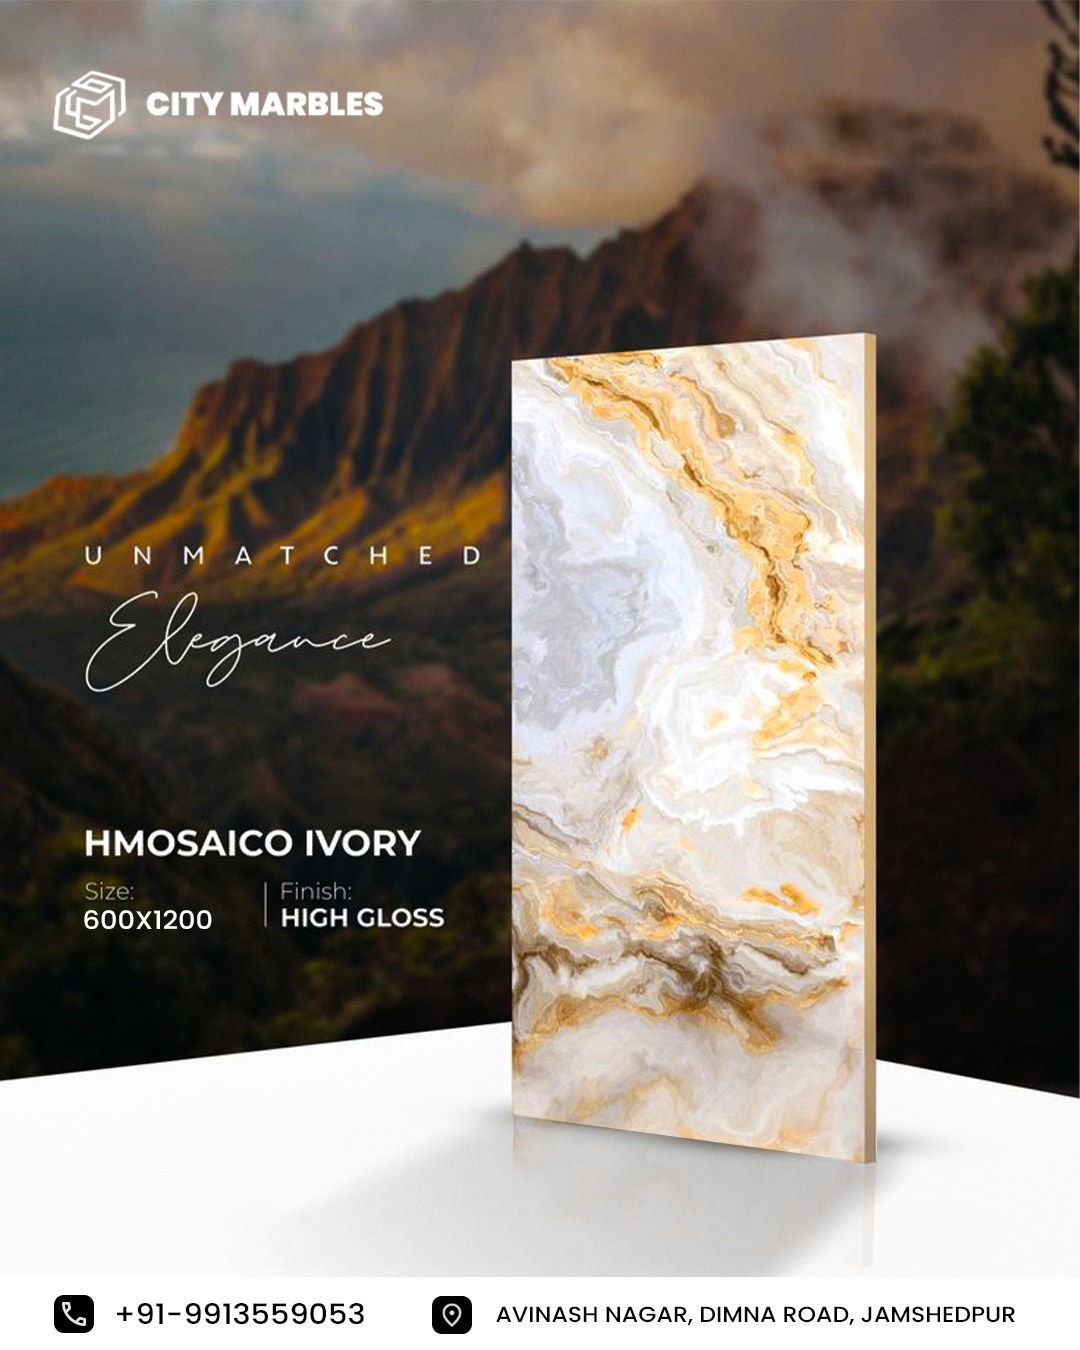 CITY MARBLES
UNMATCHED
Elegance
HMOSAICO IVORY
Size:
600X1200
Finish:
HIGH GLOSS
+91-9913559053
AVINASH NAGAR, DIMNA ROAD, JAMSHEDPUR